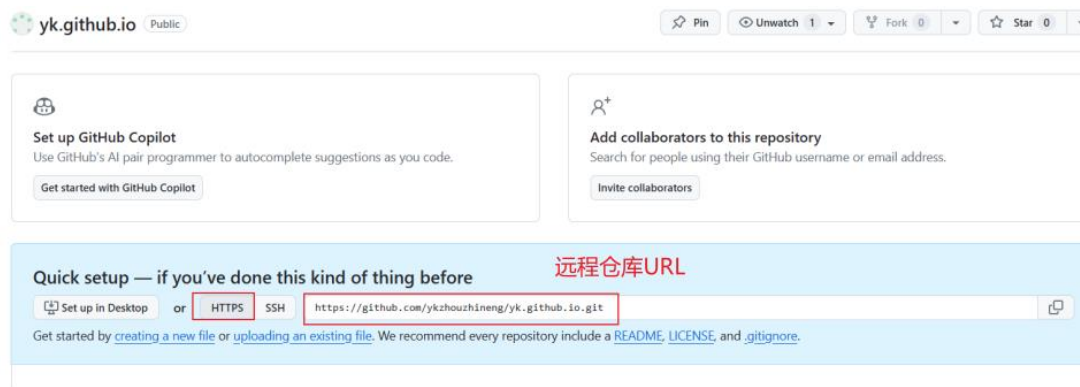 yk.github.io Public Pin Unwatch 1 Fork 0 Star 0
Set up GitHub Copilot
Use GitHub's AI pair programmer to autocomplete suggestions as you code.
Get started with GitHub Copilot
Add collaborators to this repository
Search for people using their GitHub username or email address.
Invite collaborators
Quick setup — if you've done this kind of thing before
远程仓库URL
Set up in Desktop or HTTPS SSH https://github.com/ykzhouzhineng/yk.github.io.git
Get started by creating a new file or uploading an existing file. We recommend every repository include a README, LICENSE, and .gitignore.